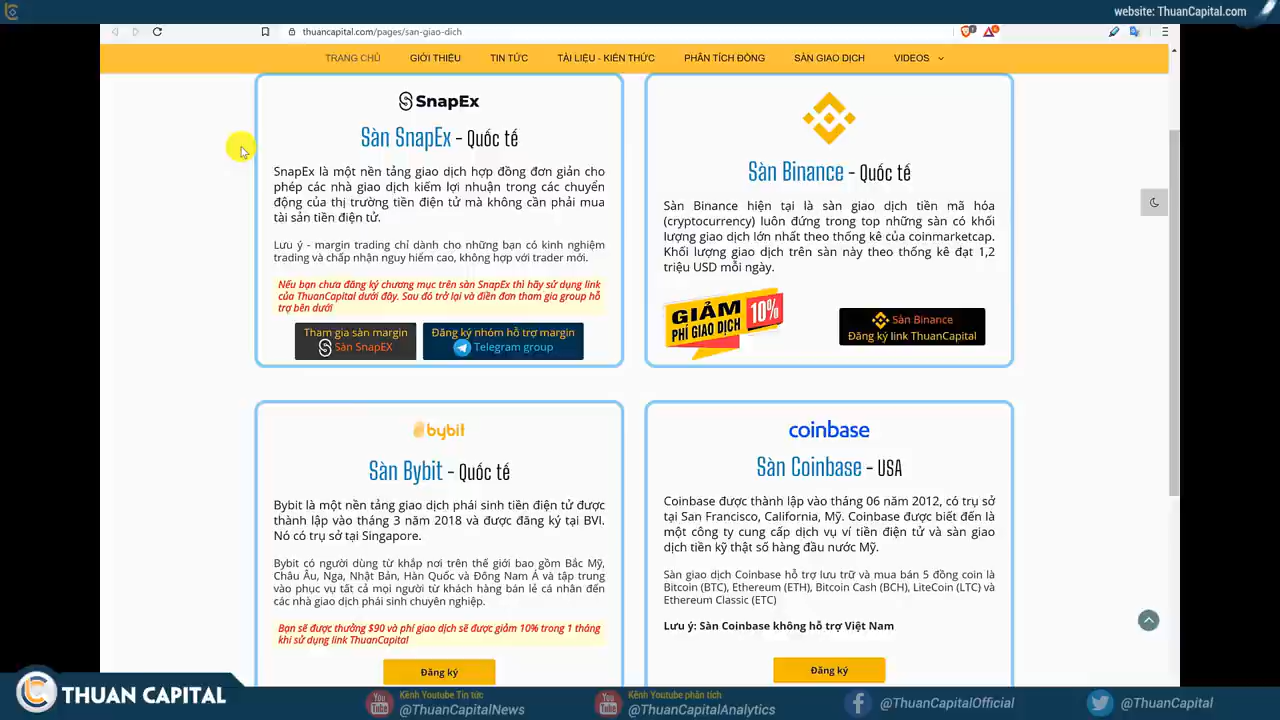 website: ThuanCapital.com
thuancapital.com/pages/san-giao-dich
TRANG CHỦ GIỚI THIỆU TIN TỨC TÀI LIỆU - KIẾN THỨC PHÂN TÍCH ĐỘNG SÀN GIAO DỊCH VIDEOS
SnapEx
Sàn SnapEx - Quốc tế
SnapEx là một nền tảng giao dịch hợp đồng đơn giản cho
phép các nhà giao dịch kiếm lợi nhuận trong các chuyển
động của thị trường tiền điện tử mà không cần phải mua
tài sản tiền điện tử.
Lưu ý - margin trading chỉ dành cho những bạn có kinh nghiệm
trading và chấp nhận nguy hiểm cao, không hợp với trader mới.
Nếu bạn chưa đăng ký chương mục trên sàn SnapEx thì hãy sử dụng link
của ThuanCapital dưới đây. Sau đó trở lại và điền đơn tham gia group hỗ
trợ bên dưới
Tham gia sàn margin
Sàn SnapEX
Đăng ký nhóm hỗ trợ margin
Telegram group
Sàn Binance - Quốc tế
Sàn Binance hiện tại là sàn giao dịch tiền mã hóa
(cryptocurrency) luôn đứng trong top những sàn có khối
lượng giao dịch lớn nhất theo thống kê của coinmarketcap.
Khối lượng giao dịch trên sàn này theo thống kê đạt 1,2
triệu USD mỗi ngày.
GIẢM 10%
PHÍ GIAO DỊCH
Sàn Binance
Đăng ký link ThuanCapital
bybit
Sàn Bybit - Quốc tế
Bybit là một nền tảng giao dịch phái sinh tiền điện tử được
thành lập vào tháng 3 năm 2018 và được đăng ký tại BVI.
Nó có trụ sở tại Singapore.
Bybit có người dùng từ khắp nơi trên thế giới bao gồm Bắc Mỹ,
Châu Âu, Nga, Nhật Bản, Hàn Quốc và Đông Nam Á và tập trung
vào phục vụ tất cả mọi người từ khách hàng bán lẻ cá nhân đến
các nhà giao dịch phái sinh chuyên nghiệp.
Bạn sẽ được thưởng $90 và phí giao dịch sẽ được giảm 10% trong 1 tháng
khi sử dụng link ThuanCapital
Đăng ký
coinbase
Sàn Coinbase - USA
Coinbase được thành lập vào tháng 06 năm 2012, có trụ sở
tại San Francisco, California, Mỹ. Coinbase được biết đến là
một công ty cung cấp dịch vụ ví tiền điện tử và sàn giao
dịch tiền kỹ thật số hàng đầu nước Mỹ.
Sàn giao dịch Coinbase hỗ trợ lưu trữ và mua bán 5 đồng coin là
Bitcoin (BTC), Ethereum (ETH), Bitcoin Cash (BCH), LiteCoin (LTC) và
Ethereum Classic (ETC)
Lưu ý: Sàn Coinbase không hỗ trợ Việt Nam
Đăng ký
THUAN CAPITAL
Kênh Youtube Tin tức:
@ThuanCapitalNews
Kênh Youtube phân tích
@ThuanCapitalAnalytics
@ThuanCapitalOfficial
@ThuanCapital